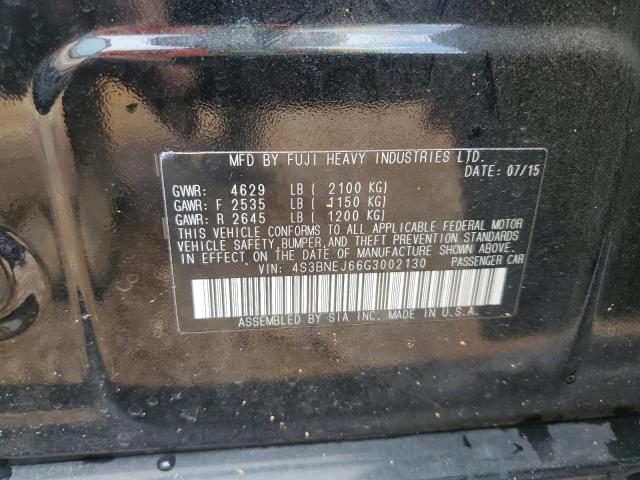 MFD BY FUJI HEAVY INDUSTRIES LTD.
DATE: 07/15
GVWR: 4629 LB ( 2100 KG)
GAWR: F 2535 LB ( 1150 KG)
GAWR: R 2645 LB ( 1200 KG)
THIS VEHICLE CONFORMS TO ALL APPLICABLE FEDERAL MOTOR
VEHICLE SAFETY, BUMPER, AND THEFT PREVENTION STANDARDS
IN EFFECT ON THE DATE OF MANUFACTURE SHOWN ABOVE.
VIN: 4S3BNEJ66G3002130 PASSENGER CAR
ASSEMBLED BY SIA INC. MADE IN U.S.A.